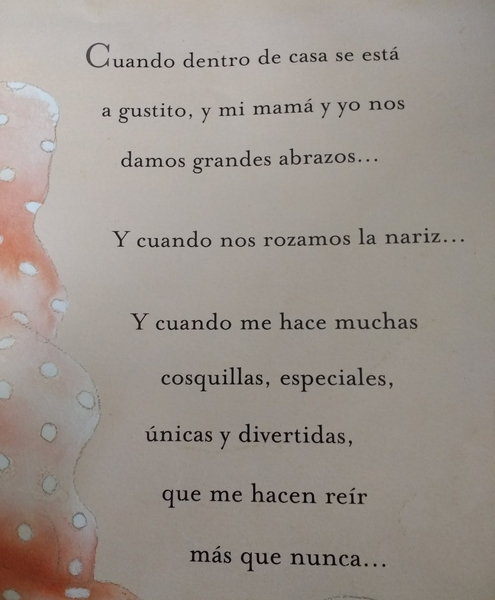 Cuando dentro de casa se está
a gustito, y mi mamá y yo nos
damos grandes abrazos...
Y cuando nos rozamos la nariz...
Y cuando me hace muchas
cosquillas, especiales,
únicas y divertidas,
que me hacen reír
más que nunca...